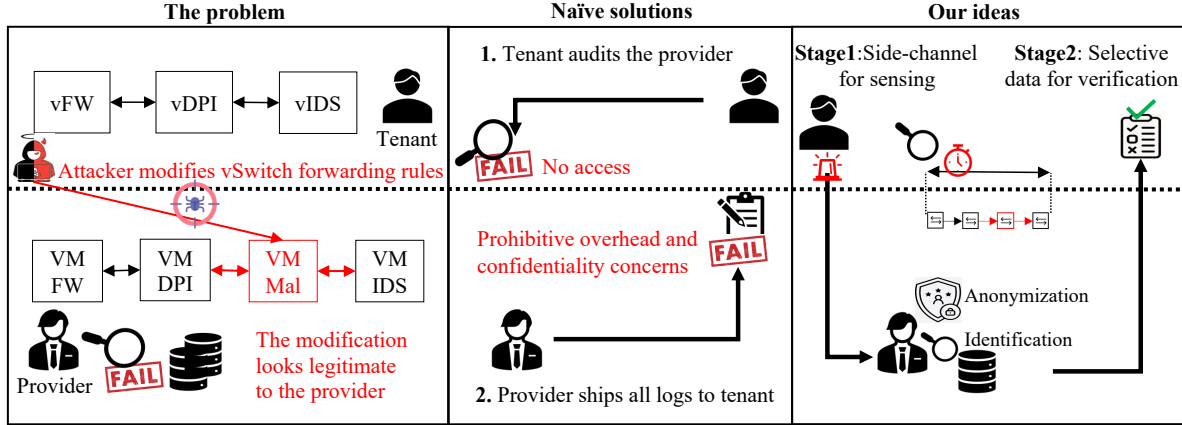 The problem
Naïve solutions
Our ideas
vFW
vDPI
vIDS
Tenant
Attacker modifies vSwitch forwarding rules
VM
FW
VM
DPI
VM
Mal
VM
IDS
Provider
FAIL
The modification
looks legitimate
to the provider
1. Tenant audits the provider
FAIL
No access
Prohibitive overhead and
confidentiality concerns
FAIL
2. Provider ships all logs to tenant
Stage1:Side-channel
for sensing
Stage2: Selective
data for verification
Anonymization
Identification